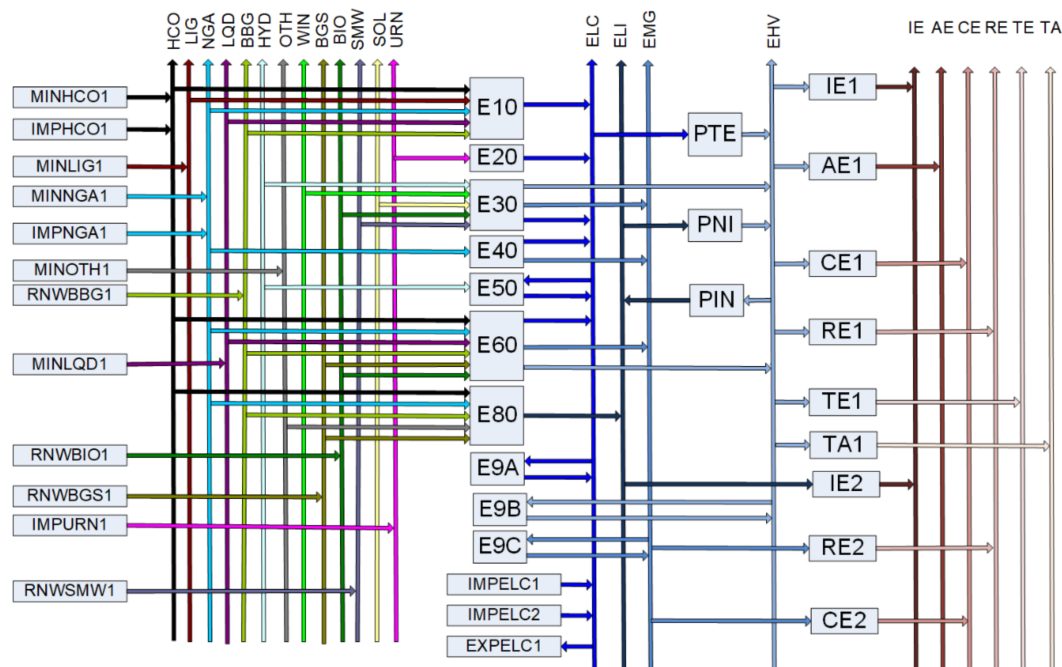 HCO
LIG
NGA
LQD
BBG
HYD
OTH
WIN
BGS
BIO
SMW
SOL
URN
ELC
ELI
EMG
EHV
IE AE CE RE TE TA
MINHCO1
IMPHCO1
MINLIG1
MINNGA1
IMPNGA1
MINOTH1
RNWBBG1
MINLQD1
RNWBIO1
RNWBGS1
IMPURN1
RNWSMW1
E10
E20
E30
E40
E50
E60
E80
E9A
E9B
E9C
IMPELC1
IMPELC2
EXPELC1
PTE
PNI
PIN
IE1
AE1
CE1
RE1
TE1
TA1
IE2
RE2
CE2